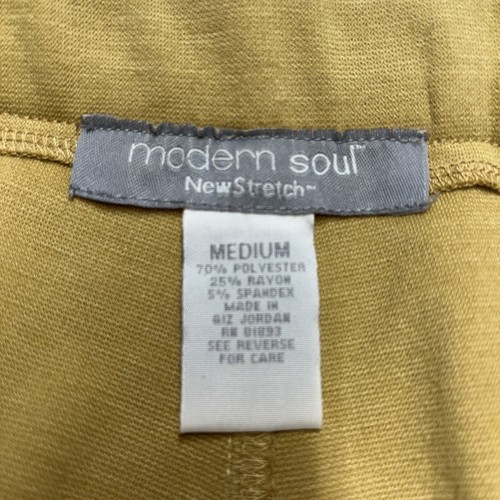 modern soul™
NewStretch™
MEDIUM
70% POLYESTER
25% RAYON
5% SPANDEX
MADE IN
QIZ JORDAN
RN 81893
SEE REVERSE
FOR CARE